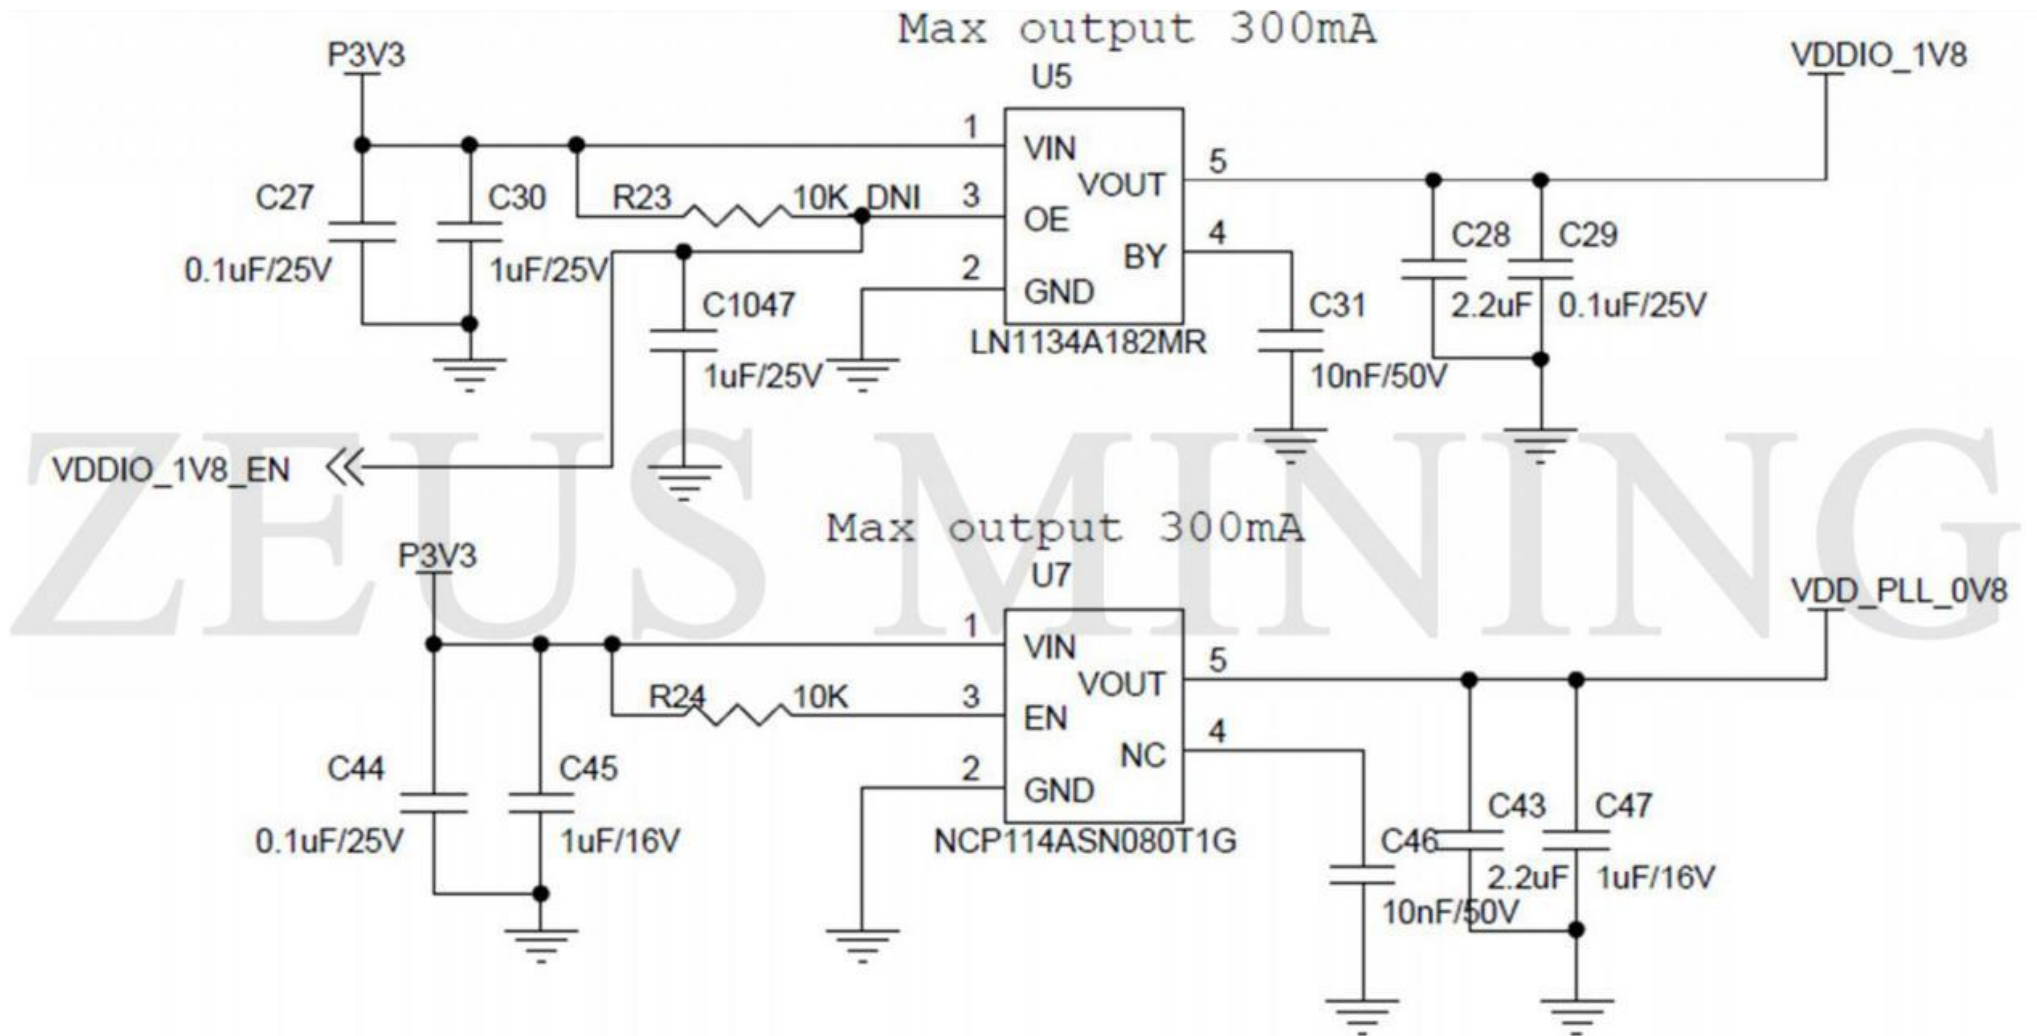 Max output 300mA
P3V3
U5
VDDIO_1V8
1
VIN
5
VOUT
C27
C30
R23
10K_DNI
3
OE
4
BY
C28
C29
0.1uF/25V
1uF/25V
2
GND
C1047
C31
2.2uF
0.1uF/25V
LN1134A182MR
1uF/25V
10nF/50V
VDDIO_1V8_EN
ZEUS MINING
Max output 300mA
P3V3
U7
VDD_PLL_0V8
1
VIN
5
VOUT
R24
10K
3
EN
4
NC
C44
C45
2
GND
C43
C47
0.1uF/25V
1uF/16V
NCP114ASN080T1G
C46
2.2uF
1uF/16V
10nF/50V